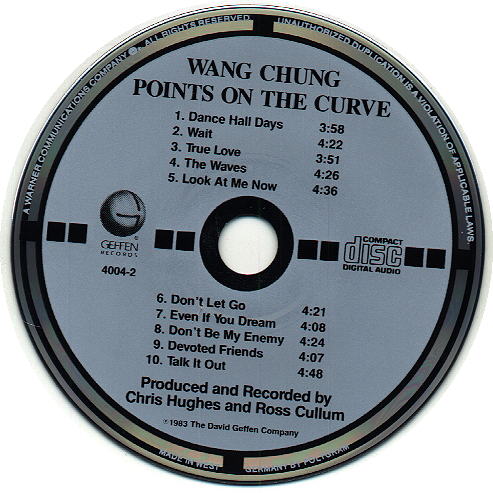 A WARNER COMMUNICATIONS COMPANY ℗. ALL RIGHTS RESERVED.
UNAUTHORIZED DUPLICATION IS A VIOLATION OF APPLICABLE LAWS.
WANG CHUNG
POINTS ON THE CURVE
1. Dance Hall Days 3:58
2. Wait 4:22
3. True Love 3:51
4. The Waves 4:26
5. Look At Me Now 4:36
G
®
GEFFEN
RECORDS
4004-2
COMPACT
disc
DIGITAL AUDIO
6. Don't Let Go 4:21
7. Even If You Dream 4:08
8. Don't Be My Enemy 4:24
9. Devoted Friends 4:07
10. Talk It Out 4:48
Produced and Recorded by
Chris Hughes and Ross Cullum
℗ 1983 The David Geffen Company
MADE IN WEST GERMANY BY POLYGRAM